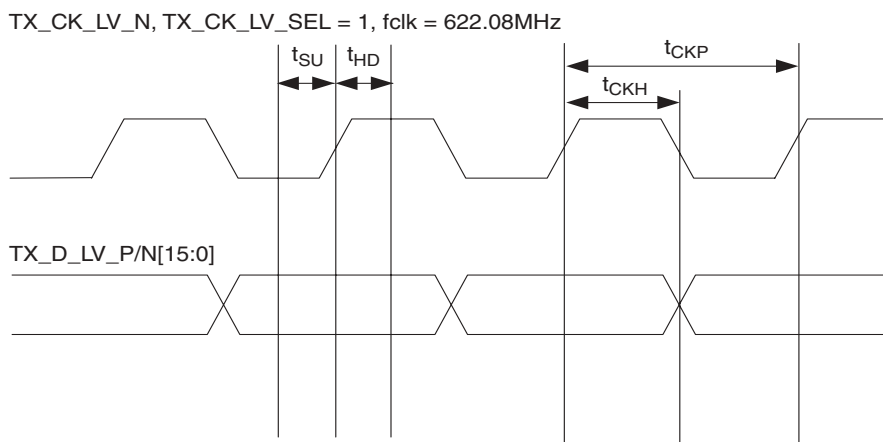 TX_CK_LV_N, TX_CK_LV_SEL = 1, fclk = 622.08MHz
tSU tHD tCKP
tCKH
TX_D_LV_P/N[15:0]